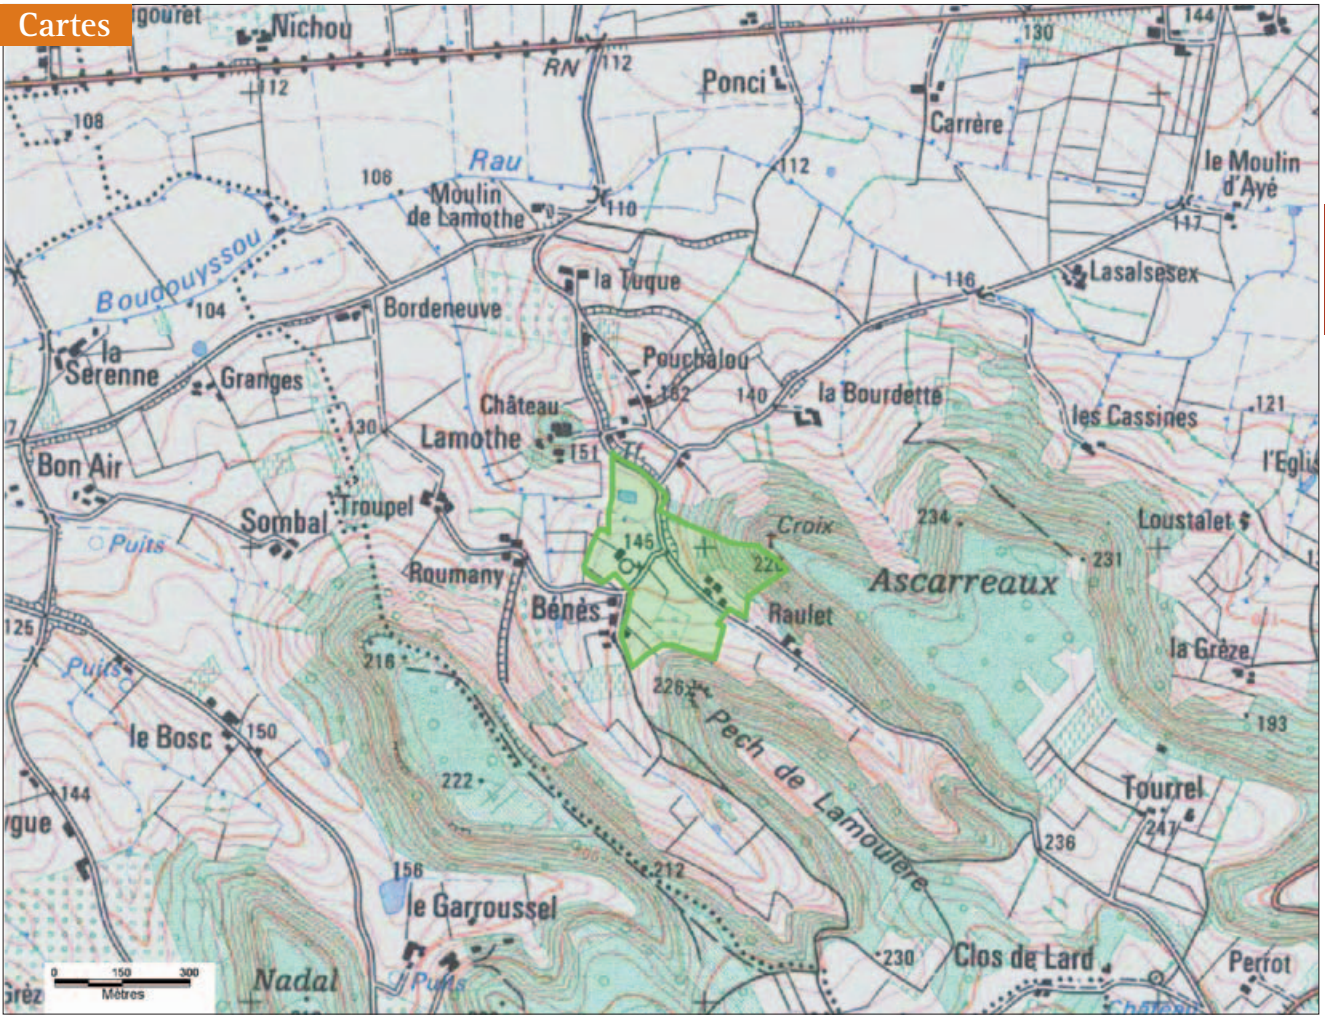 Cartes
Nichou
144
130
RN
112
112
Ponci
108
Carrère
Rau
106
Moulin
de Lamothe
110
112
le Moulin
d'Ayé
117
Boudouyssou
104
la Tuque
116
Lasalsesex
Bordeneuve
la
Serenne
Granges
Pouchalou
140
la Bourdette
121
les Cassines
Château
Lamothe
151
130
Bon Air
Troupel
Sombal
Puits
146
Croix
234
Loustalet
231
Roumany
Ascarreaux
Bénès
Raulet
125
Puits
216
la Grèze
226
193
le Bosc
150
Pech de Lamoulère
222
144
Tourrel
247
236
212
156
le Garroussel
230
Clos de Lard
Perrot
Nadal
Puits
Château
0 150 300
Mètres